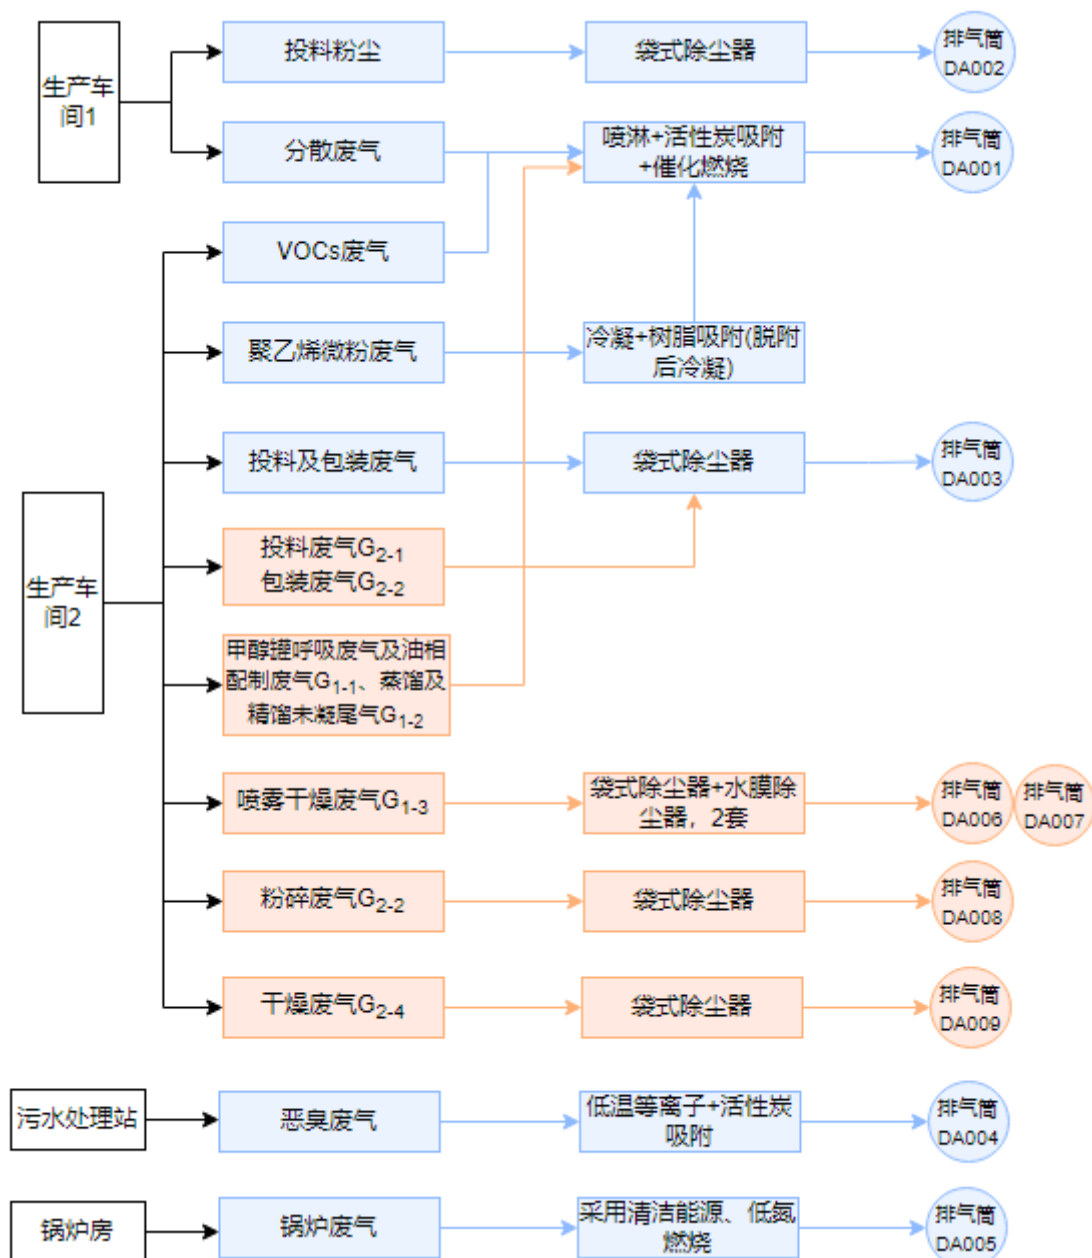 生产车
间1
投料粉尘
袋式除尘器
排气筒
DA002
分散废气
喷淋+活性炭吸附
+催化燃烧
排气筒
DA001
VOCs废气
聚乙烯微粉废气
冷凝+树脂吸附(脱附
后冷凝)
投料及包装废气
袋式除尘器
排气筒
DA003
生产车
间2
投料废气G2-1
包装废气G2-2
甲醇罐呼吸废气及油相
配制废气G1-1、蒸馏及
精馏未凝尾气G1-2
喷雾干燥废气G1-3
袋式除尘器+水膜除
尘器，2套
排气筒
DA006
排气筒
DA007
粉碎废气G2-2
袋式除尘器
排气筒
DA008
干燥废气G2-4
袋式除尘器
排气筒
DA009
污水处理站
恶臭废气
低温等离子+活性炭
吸附
排气筒
DA004
锅炉房
锅炉废气
采用清洁能源、低氮
燃烧
排气筒
DA005